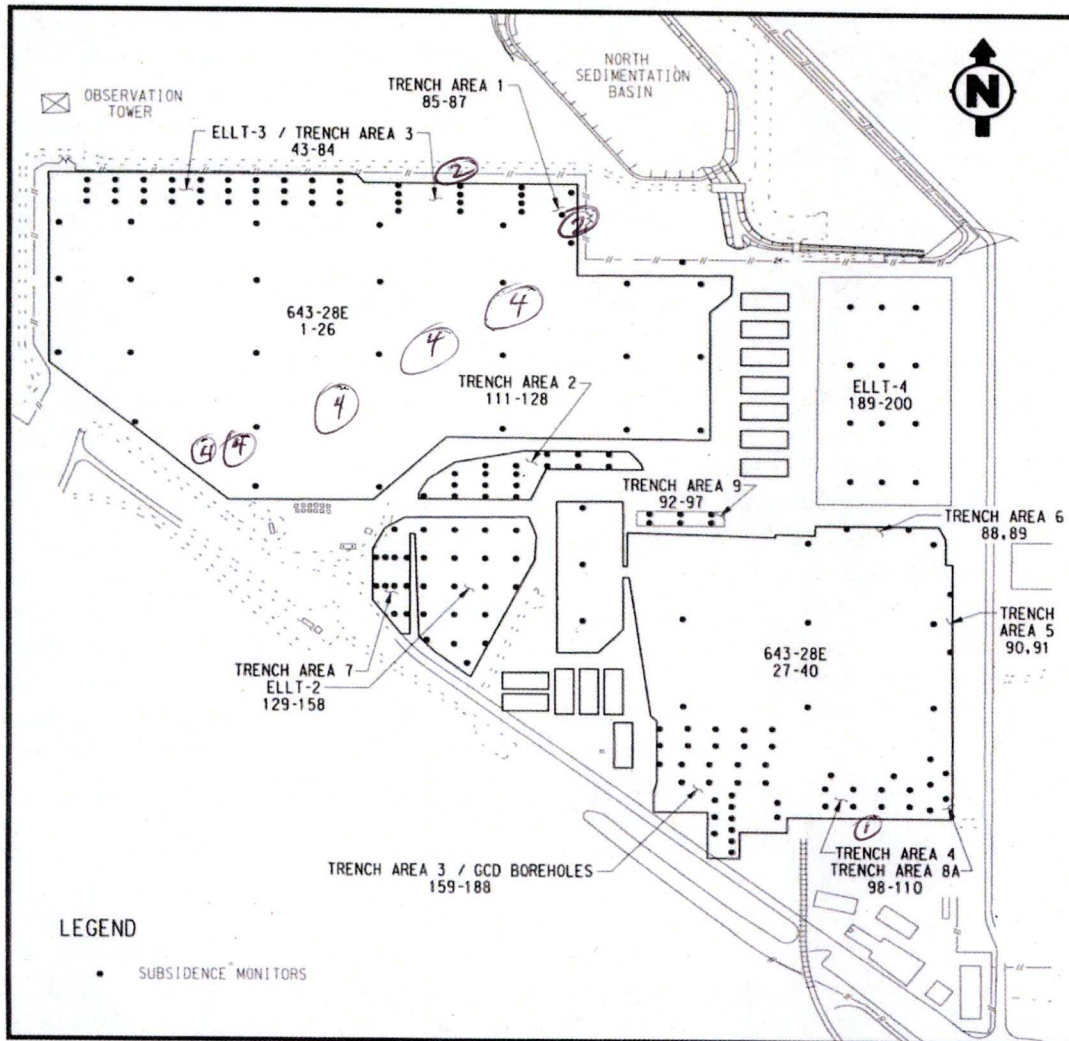 NORTH
SEDIMENTATION
BASIN
N
OBSERVATION
TOWER
TRENCH AREA 1
85-87
ELLT-3 / TRENCH AREA 3
43-84
2
2
643-28E
1-26
4
4
4
4
4
TRENCH AREA 2
111-128
ELLT-4
189-200
TRENCH AREA 9
92-97
TRENCH AREA 6
88,89
TRENCH
AREA 5
90,91
643-28E
27-40
TRENCH AREA 7
ELLT-2
129-158
1
TRENCH AREA 3 / GCD BOREHOLES
159-188
TRENCH AREA 4
TRENCH AREA 8A
98-110
LEGEND
SUBSIDENCE MONITORS